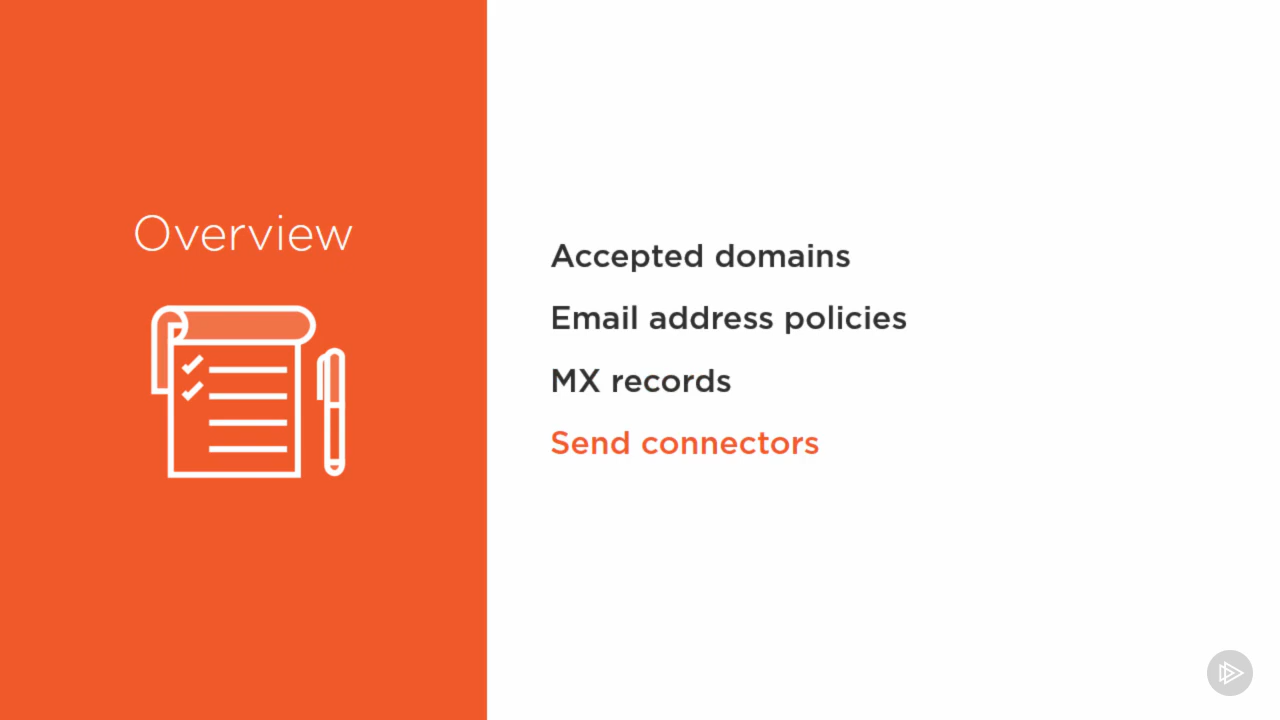 Overview
Accepted domains
Email address policies
MX records
Send connectors